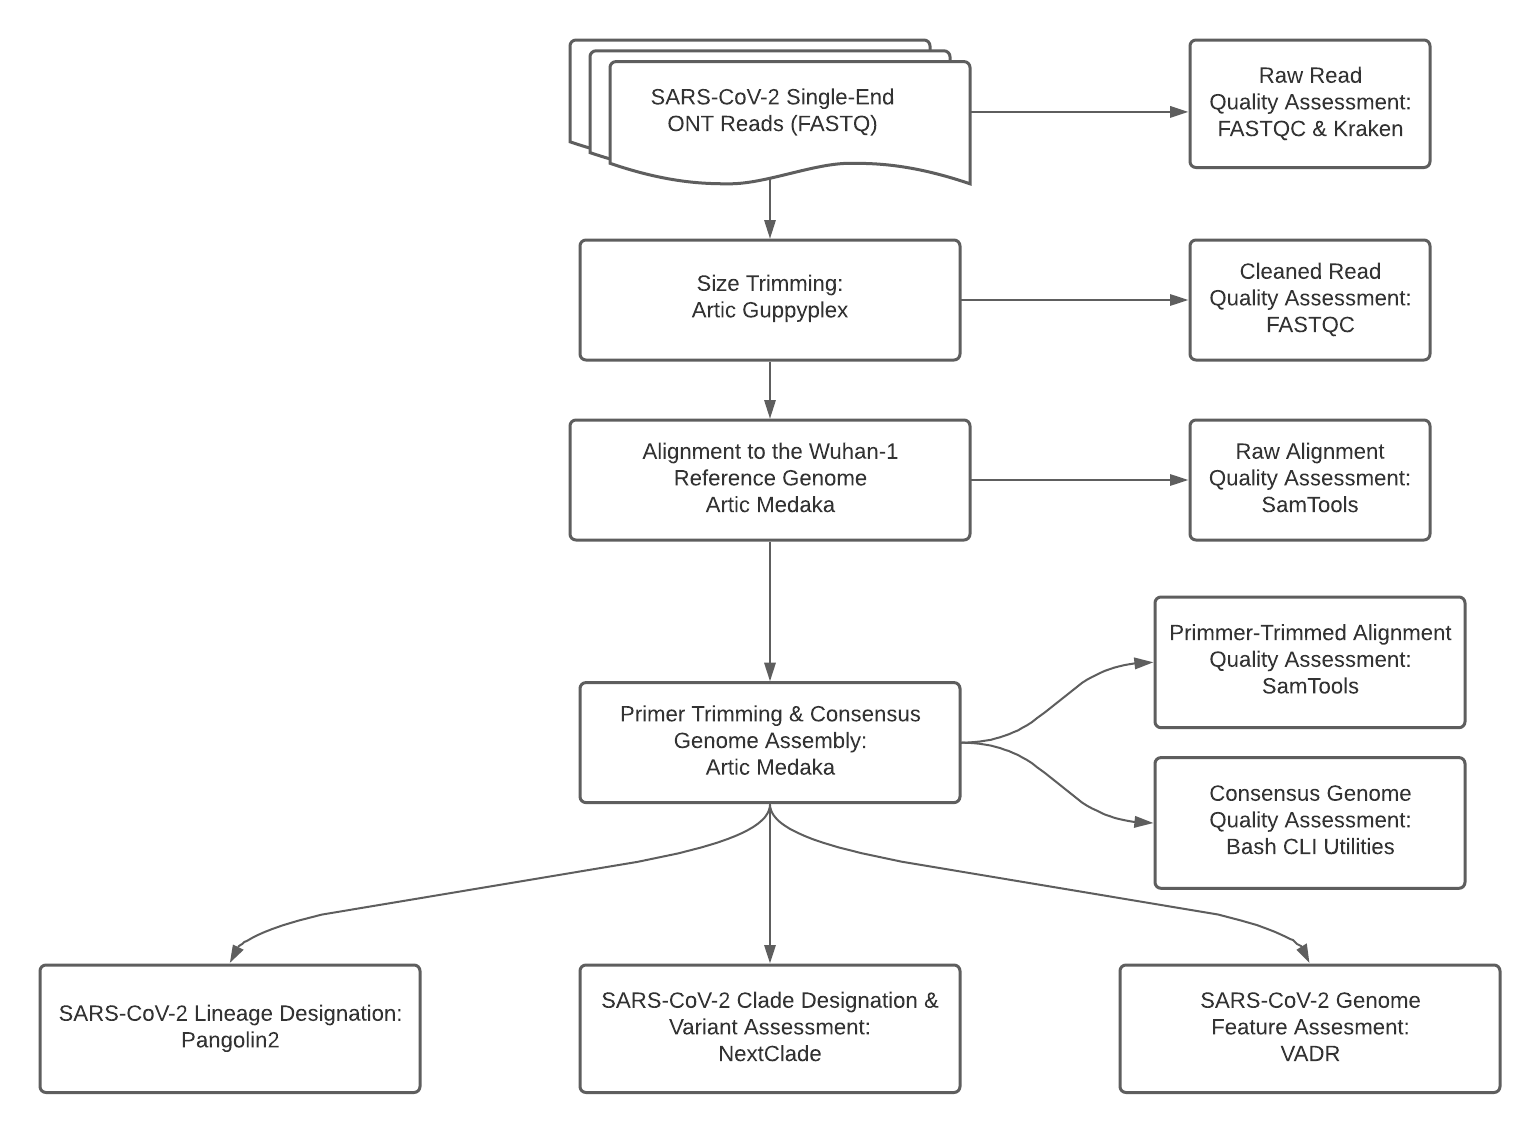 SARS-CoV-2 Single-End
ONT Reads (FASTQ)
Raw Read
Quality Assessment:
FASTQC & Kraken
Size Trimming:
Artic Guppyplex
Cleaned Read
Quality Assessment:
FASTQC
Alignment to the Wuhan-1
Reference Genome
Artic Medaka
Raw Alignment
Quality Assessment:
SamTools
Primer Trimming & Consensus
Genome Assembly:
Artic Medaka
Primmer-Trimmed Alignment
Quality Assessment:
SamTools
Consensus Genome
Quality Assessment:
Bash CLI Utilities
SARS-CoV-2 Lineage Designation:
Pangolin2
SARS-CoV-2 Clade Designation &
Variant Assessment:
NextClade
SARS-CoV-2 Genome
Feature Assesment:
VADR